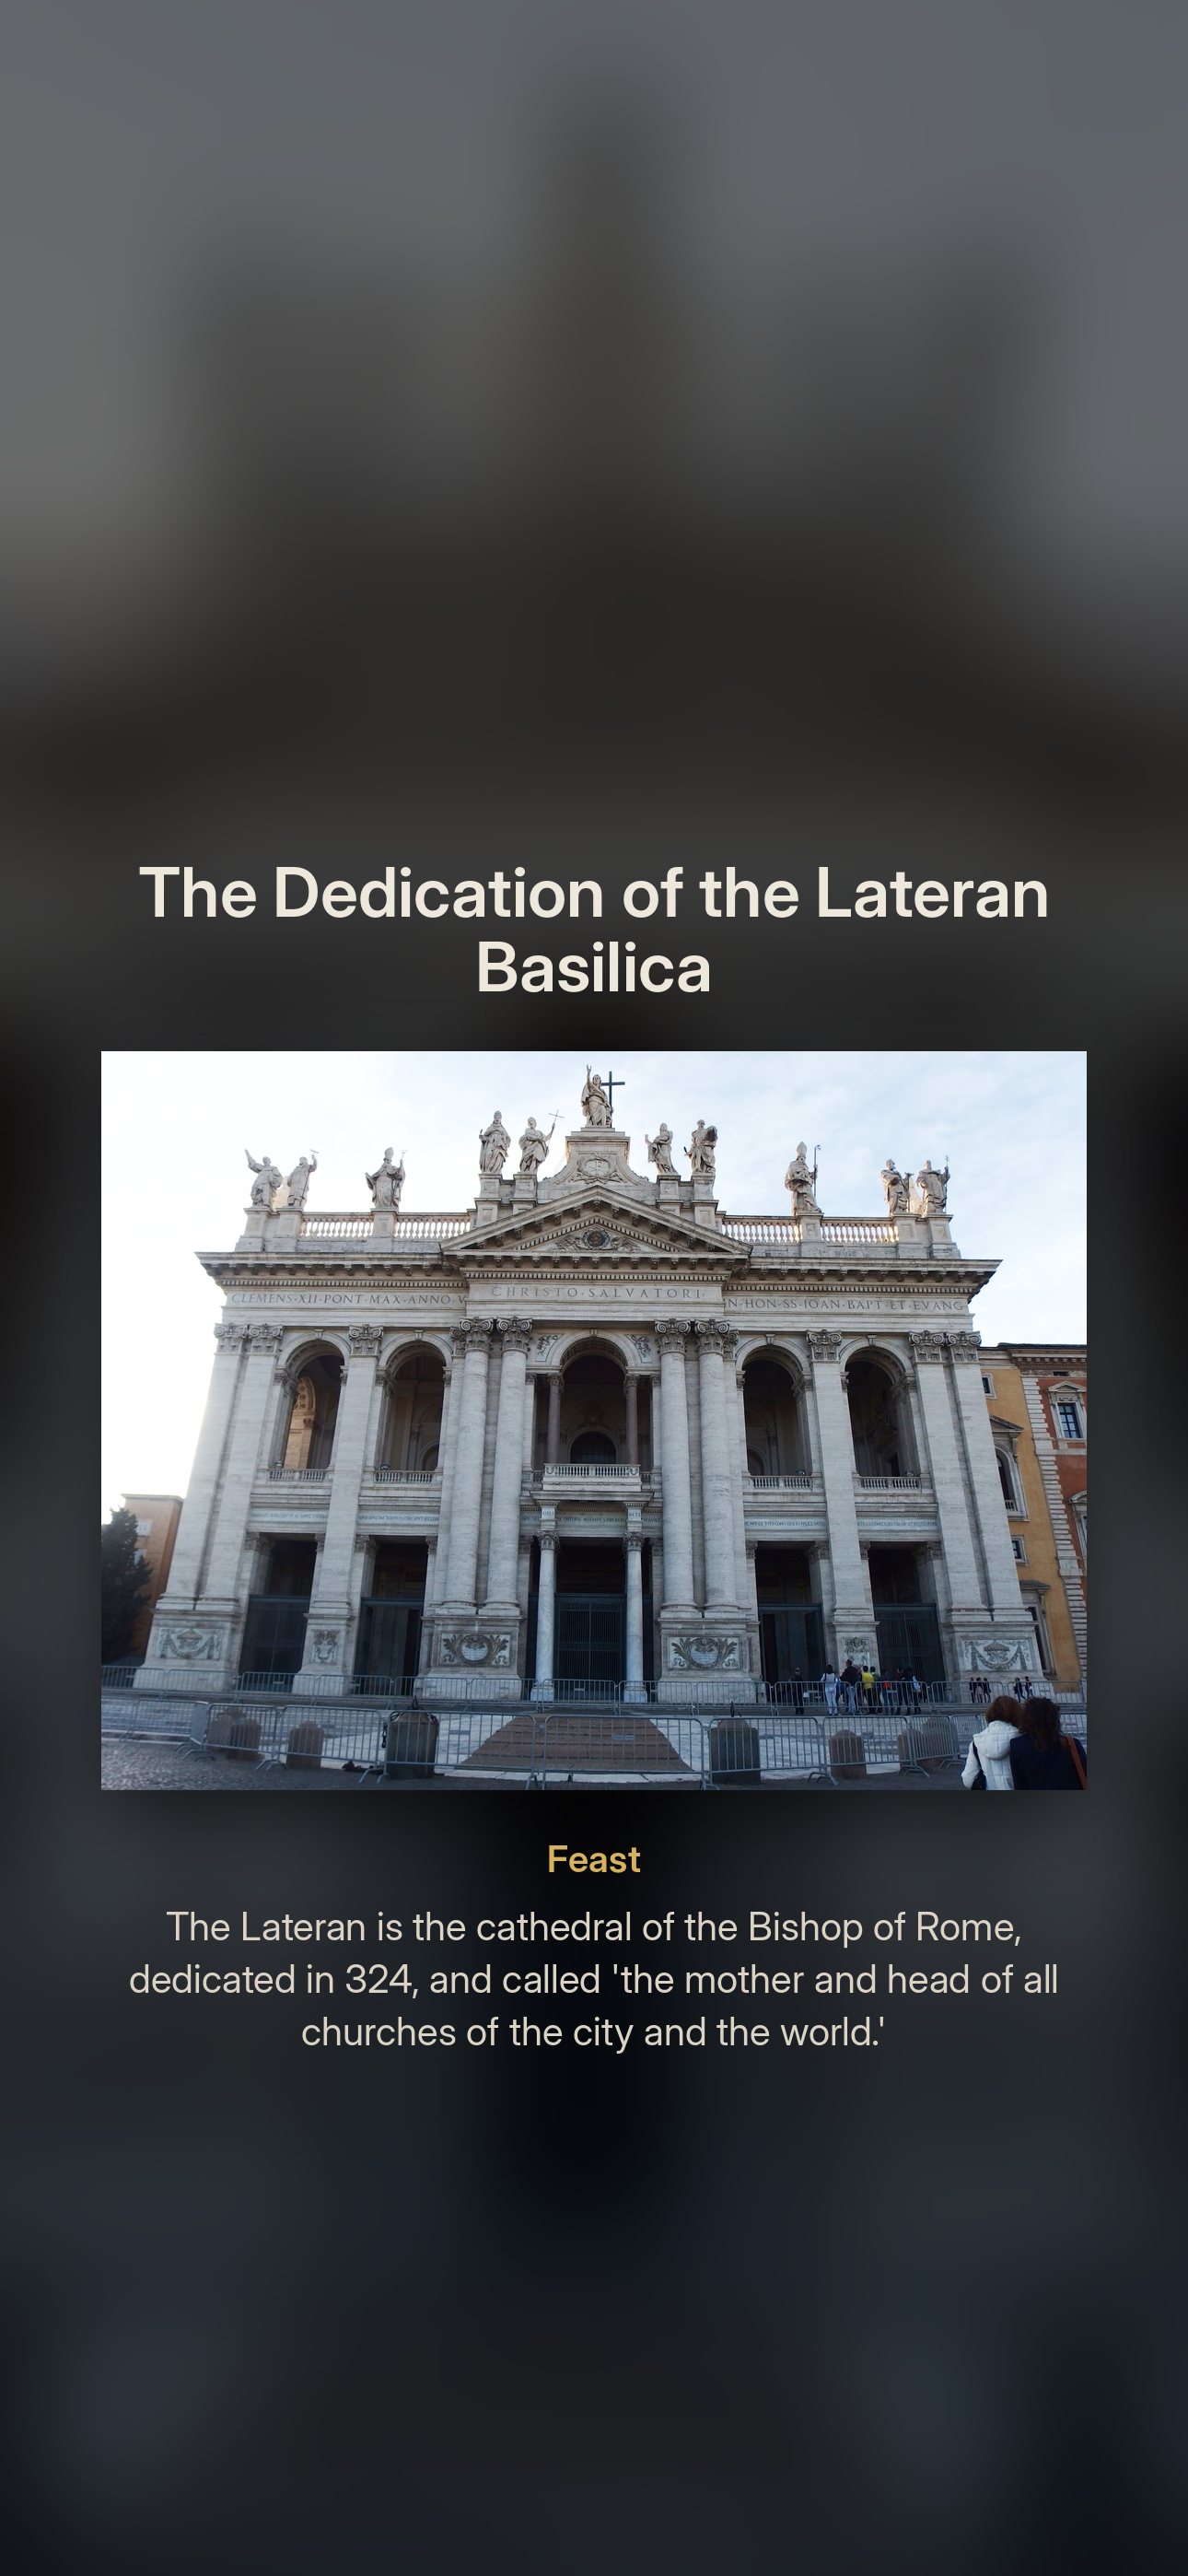 The Dedication of the Lateran
Basilica
CHRISTO·SALVATORI
CLEMENS·XII·PONT·MAX·ANNO V
IN·HON·SS·IOAN·BAPT·ET·EVANG
Feast
The Lateran is the cathedral of the Bishop of Rome,
dedicated in 324, and called 'the mother and head of all
churches of the city and the world.'